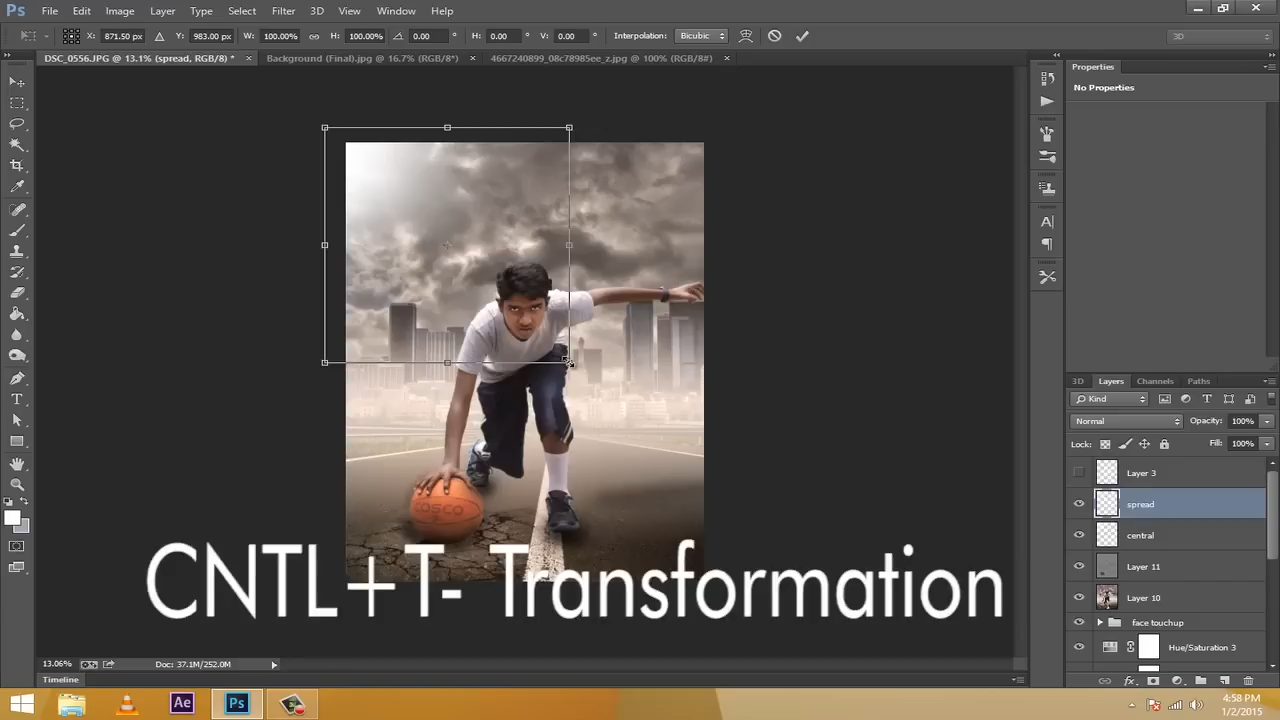 Ps File Edit Image Layer Type Select Filter 3D View Window Help
X: 871.50 px Y: 983.00 px W: 100.00% H: 100.00% 0.00 ° H: 0.00 ° V: 0.00 ° Interpolation: Bicubic 3D
DSC_0556.JPG @ 13.1% (spread, RGB/8) * × Background (Final).jpg @ 16.7% (RGB/8*) × 4667240899_08c78985ee_z.jpg @ 100% (RGB/8#) ×
Properties
No Properties
3D Layers Channels Paths
Kind
Normal Opacity: 100%
Lock: Fill: 100%
Layer 3
spread
central
Layer 11
Layer 10
face touchup
Hue/Saturation 3
COSCO
CNTL+T- Transformation
13.06% Doc: 37.1M/252.0M
Timeline
Ae Ps
4:58 PM
1/2/2015